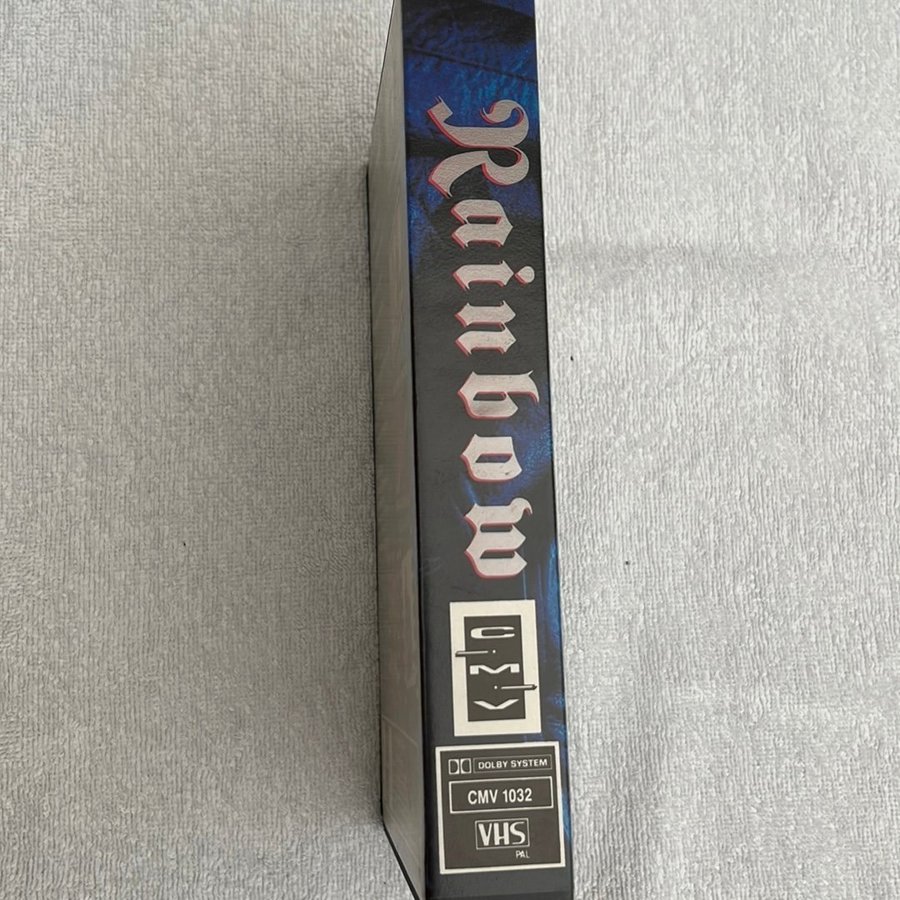 Rainbow
C.M.V
DOLBY SYSTEM
CMV 1032
VHS
PAL